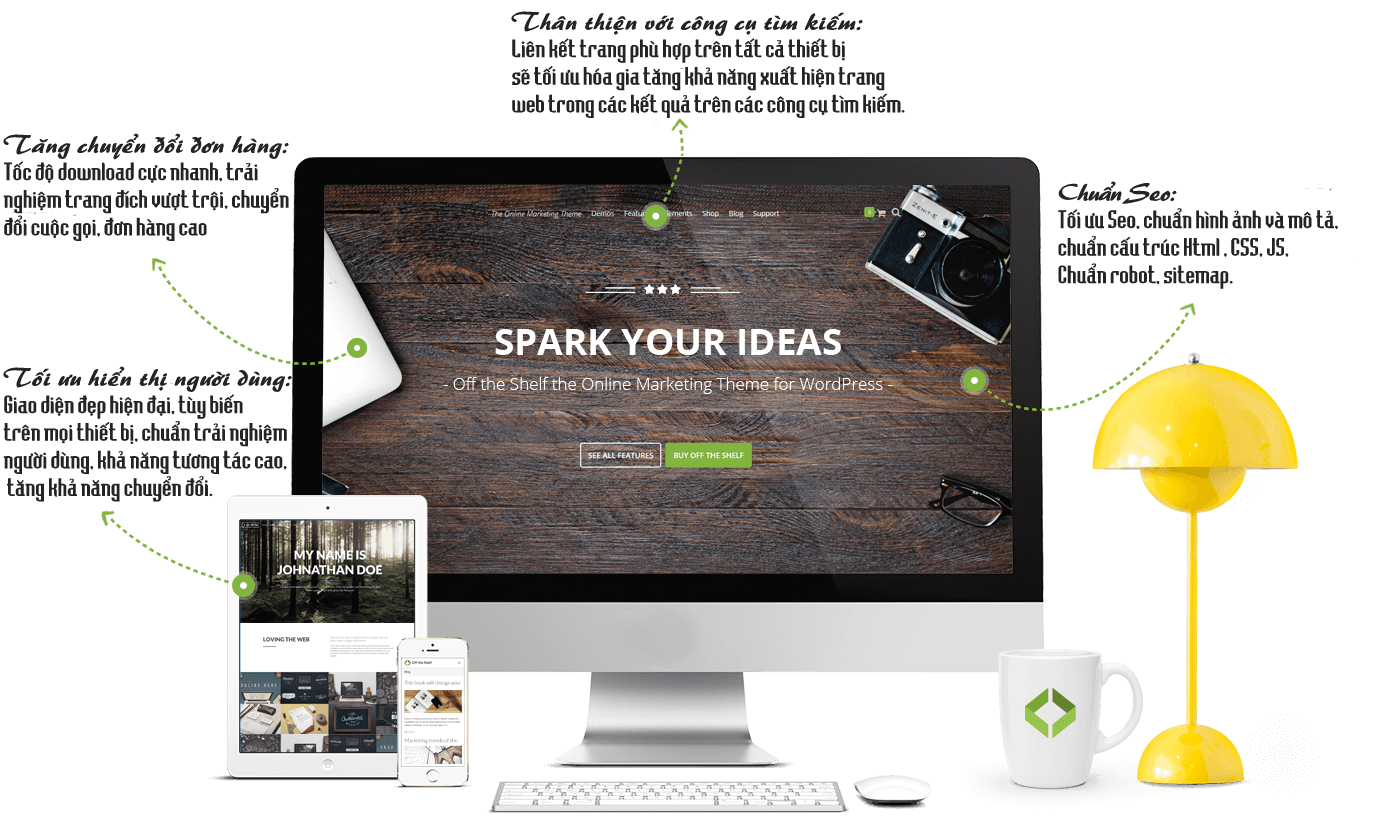 Thân thiện với công cụ tìm kiếm:
Liên kết trang phù hợp trên tất cả thiết bị
sẽ tối ưu hóa gia tăng khả năng xuất hiện trang
web trong các kết quả trên các công cụ tìm kiếm.
Tăng chuyển đổi đơn hàng:
Tốc độ download cực nhanh, trải
nghiệm trang đích vượt trội, chuyển
đổi cuộc gọi, đơn hàng cao
Tối ưu hiển thị người dùng:
Giao diện đẹp hiện đại, tùy biến
trên mọi thiết bị, chuẩn trải nghiệm
người dùng, khả năng tương tác cao,
tăng khả năng chuyển đổi.
Chuẩn Seo:
Tối ưu Seo, chuẩn hình ảnh và mô tả,
chuẩn cấu trúc Html , CSS, JS,
Chuẩn robot, sitemap.
The Online Marketing Theme Demos Shop Blog Support
ZENIT-E
SPARK YOUR IDEAS
- Off the Shelf the Online Marketing Theme for WordPress -
SEE ALL FEATURES
BUY OFF THE SHELF
MY NAME IS
JOHNATHAN DOE
LOVING THE WEB
Off the Shelf
Blog
This book will change your
Marketing trends of the